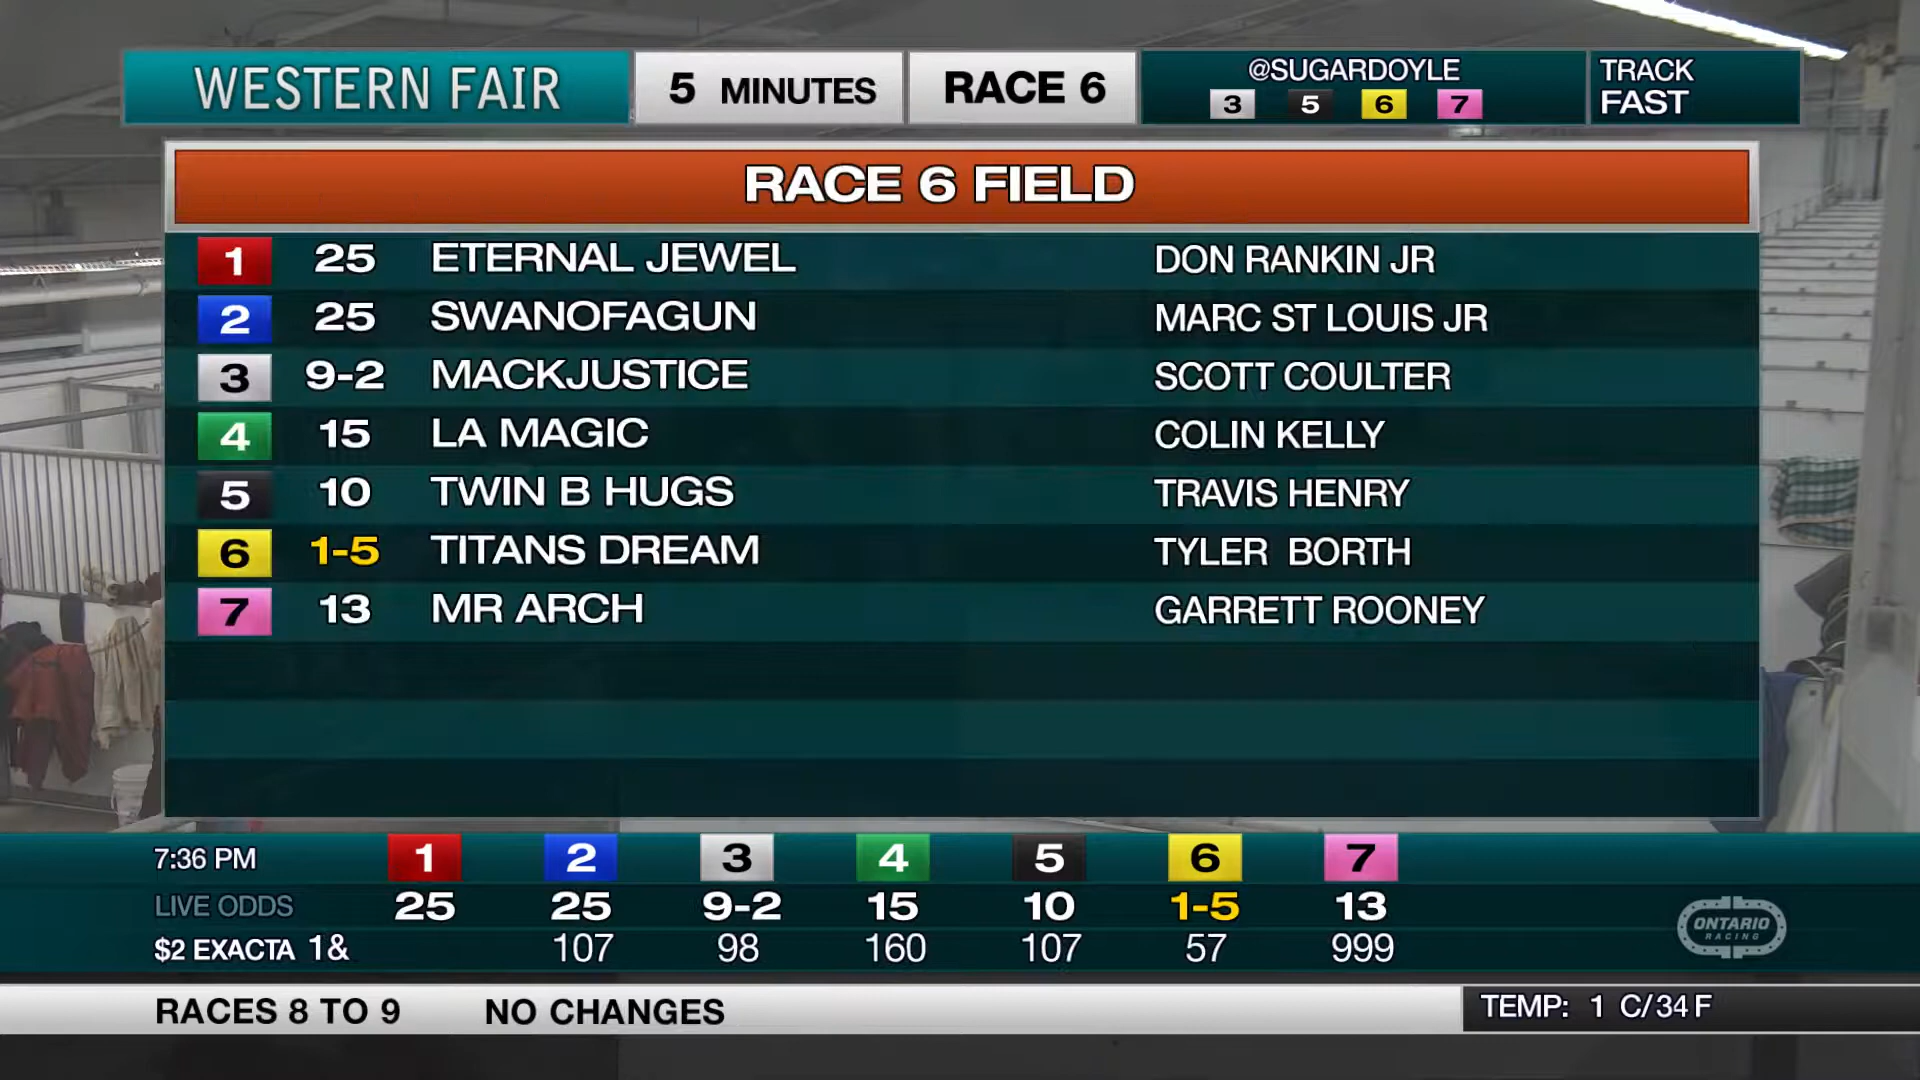 WESTERN FAIR 5 MINUTES RACE 6 @SUGARDOYLE TRACK
3 5 6 7 FAST
RACE 6 FIELD
1 25 ETERNAL JEWEL DON RANKIN JR
2 25 SWANOFAGUN MARC ST LOUIS JR
3 9-2 MACKJUSTICE SCOTT COULTER
4 15 LA MAGIC COLIN KELLY
5 10 TWIN B HUGS TRAVIS HENRY
6 1-5 TITANS DREAM TYLER BORTH
7 13 MR ARCH GARRETT ROONEY
7:36 PM 1 2 3 4 5 6 7
LIVE ODDS 25 25 9-2 15 10 1-5 13
$2 EXACTA 1& 107 98 160 107 57 999
ONTARIO
RACING
RACES 8 TO 9 NO CHANGES TEMP: 1 C/34 F